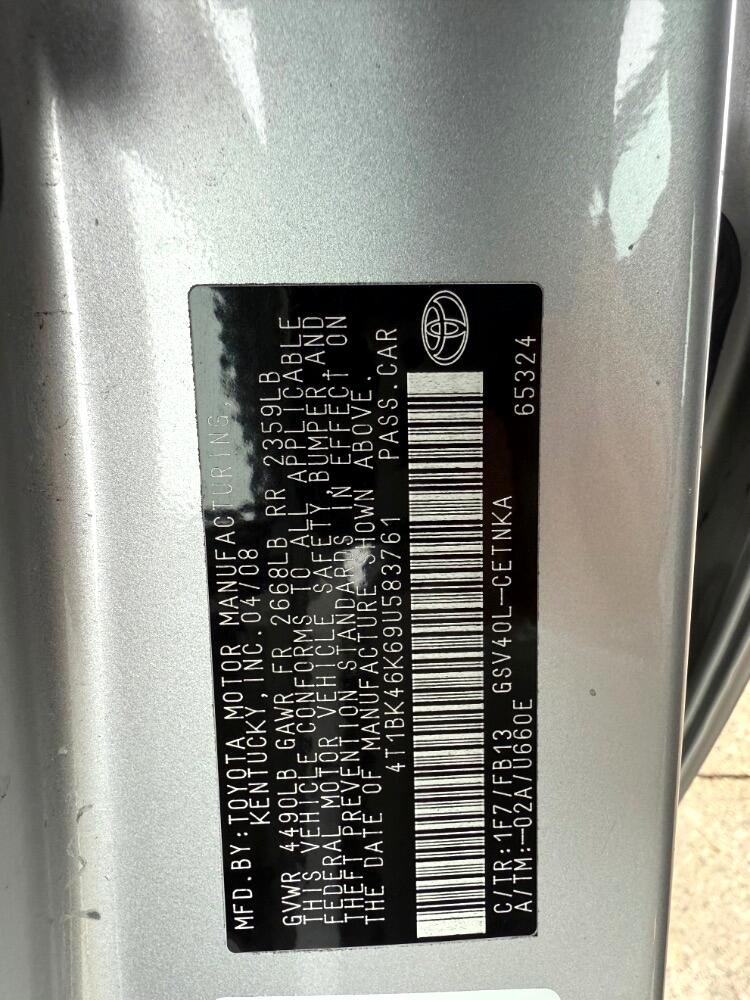 MFD.BY:TOYOTA MOTOR MANUFACTURING,
KENTUCKY, INC. 04/08
GVWR 4490LB GAWR FR 2668LB RR 2359LB
THIS VEHICLE CONFORMS TO ALL APPLICABLE
FEDERAL MOTOR VEHICLE SAFETY, BUMPER, AND
THEFT PREVENTION STANDARDS IN EFFECT ON
THE DATE OF MANUFACTURE SHOWN ABOVE.
4T1BK46K69U583761 PASS.CAR
C/TR:1F7/FB13 GSV40L-CETNKA 65324
A/TM:-02A/U660E